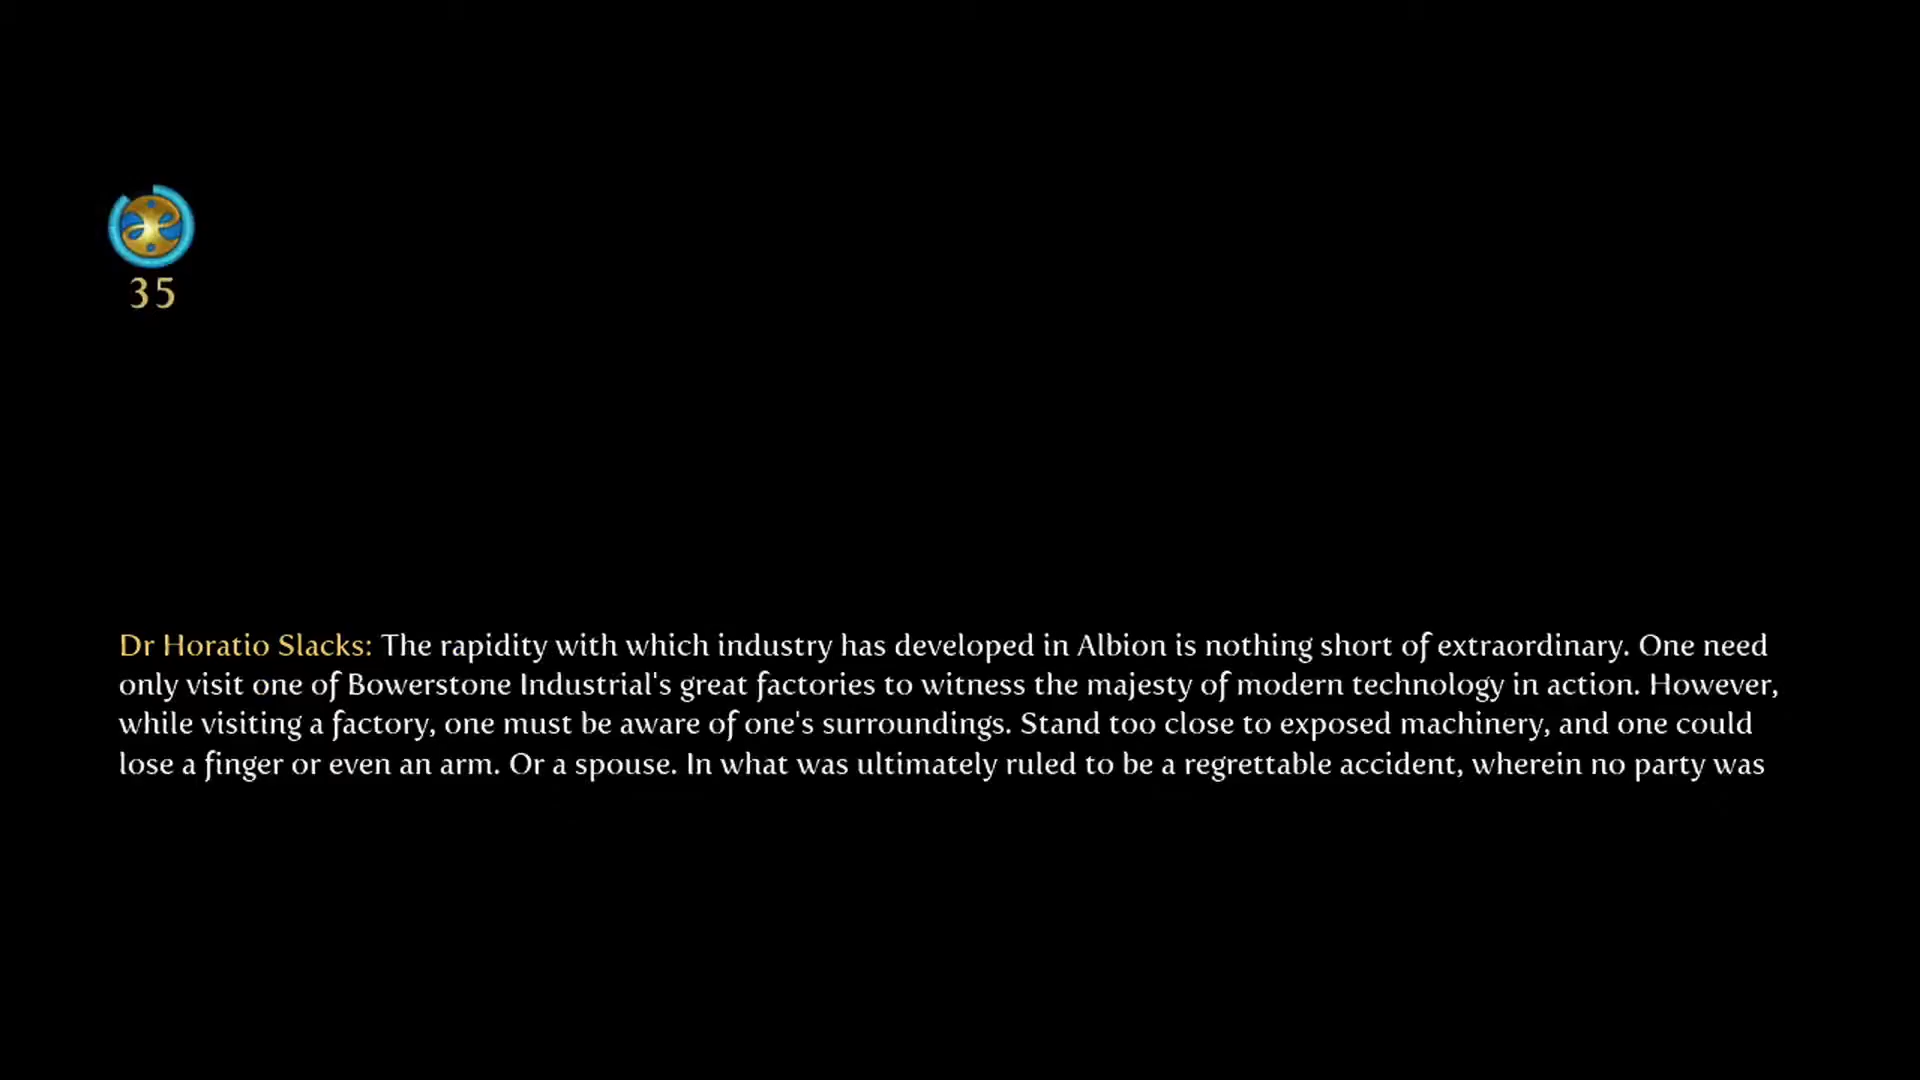 35
Dr Horatio Slacks: The rapidity with which industry has developed in Albion is nothing short of extraordinary. One need
only visit one of Bowerstone Industrial's great factories to witness the majesty of modern technology in action. However,
while visiting a factory, one must be aware of one's surroundings. Stand too close to exposed machinery, and one could
lose a finger or even an arm. Or a spouse. In what was ultimately ruled to be a regrettable accident, wherein no party was